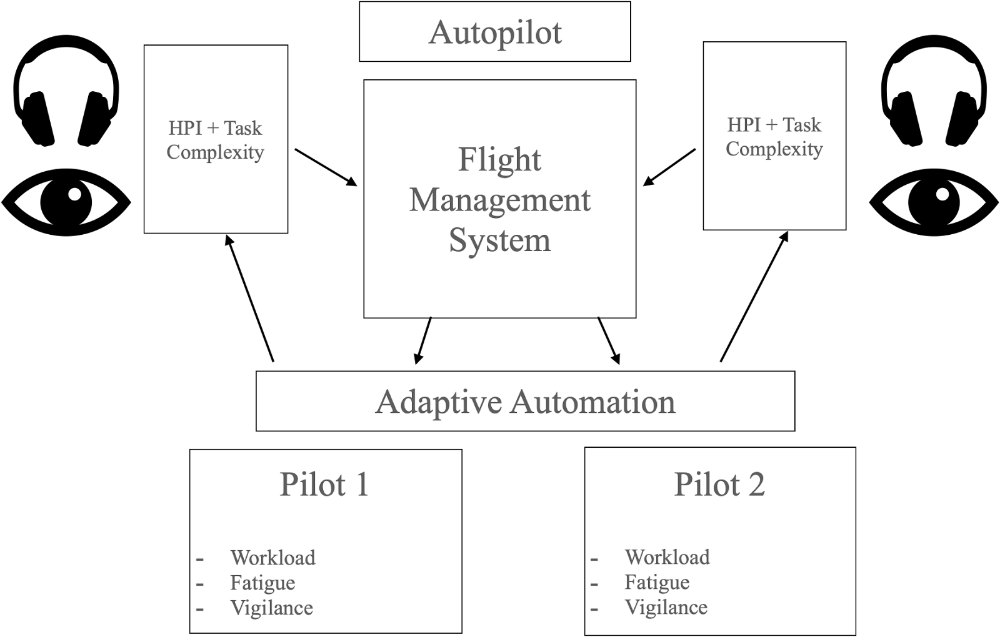 Autopilot
HPI + Task
Complexity
Flight
Management
System
HPI + Task
Complexity
Adaptive Automation
Pilot 1
- Workload
- Fatigue
- Vigilance
Pilot 2
- Workload
- Fatigue
- Vigilance